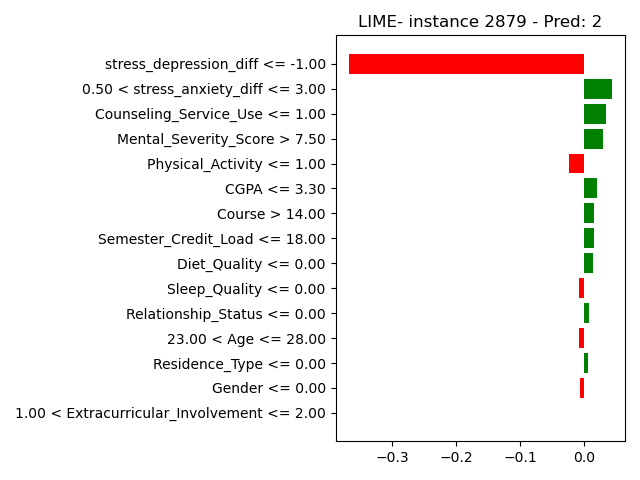 LIME- instance 2879 - Pred: 2
stress_depression_diff <= -1.00
0.50 < stress_anxiety_diff <= 3.00
Counseling_Service_Use <= 1.00
Mental_Severity_Score > 7.50
Physical_Activity <= 1.00
CGPA <= 3.30
Course > 14.00
Semester_Credit_Load <= 18.00
Diet_Quality <= 0.00
Sleep_Quality <= 0.00
Relationship_Status <= 0.00
23.00 < Age <= 28.00
Residence_Type <= 0.00
Gender <= 0.00
1.00 < Extracurricular_Involvement <= 2.00
−0.3 −0.2 −0.1 0.0